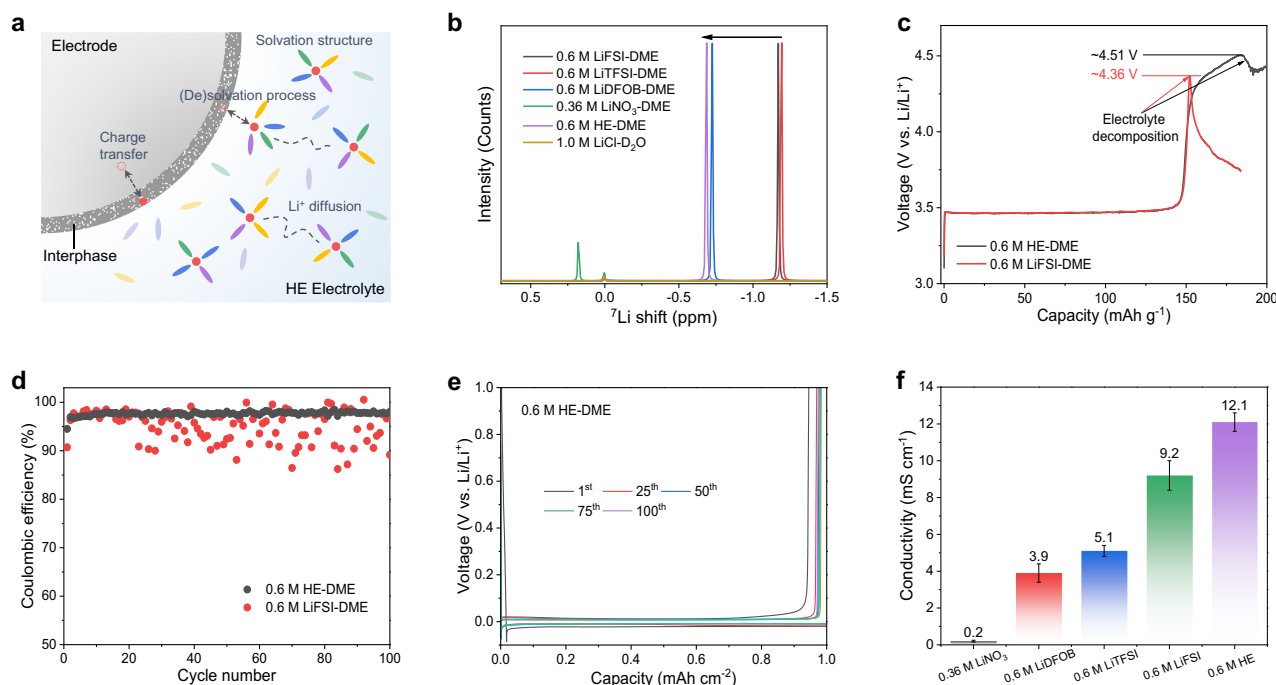 a
Electrode
Solvation structure
(De)solvation process
Charge
transfer
Li⁺ diffusion
Interphase
HE Electrolyte
b
Intensity (Counts)
0.6 M LiFSI-DME
0.6 M LiTFSI-DME
0.6 M LiDFOB-DME
0.36 M LiNO₃-DME
0.6 M HE-DME
1.0 M LiCl-D₂O
0.5 0.0 -0.5 -1.0 -1.5
⁷Li shift (ppm)
c
Voltage (V vs. Li/Li⁺)
4.5
4.0
3.5
3.0
~4.51 V
~4.36 V
Electrolyte
decomposition
0.6 M HE-DME
0.6 M LiFSI-DME
0 50 100 150 200
Capacity (mAh g⁻¹)
d
Coulombic efficiency (%)
100
90
80
70
60
50
0.6 M HE-DME
0.6 M LiFSI-DME
0 20 40 60 80 100
Cycle number
e
Voltage (V vs. Li/Li⁺)
1.0
0.8
0.6
0.4
0.2
0.0
0.6 M HE-DME
1ˢᵗ 25ᵗʰ 50ᵗʰ
75ᵗʰ 100ᵗʰ
0.0 0.2 0.4 0.6 0.8 1.0
Capacity (mAh cm⁻²)
f
Conductivity (mS cm⁻¹)
14
12
10
8
6
4
2
0
0.2
3.9
5.1
9.2
12.1
0.36 M LiNO₃
0.6 M LiDFOB
0.6 M LiTFSI
0.6 M LiFSI
0.6 M HE